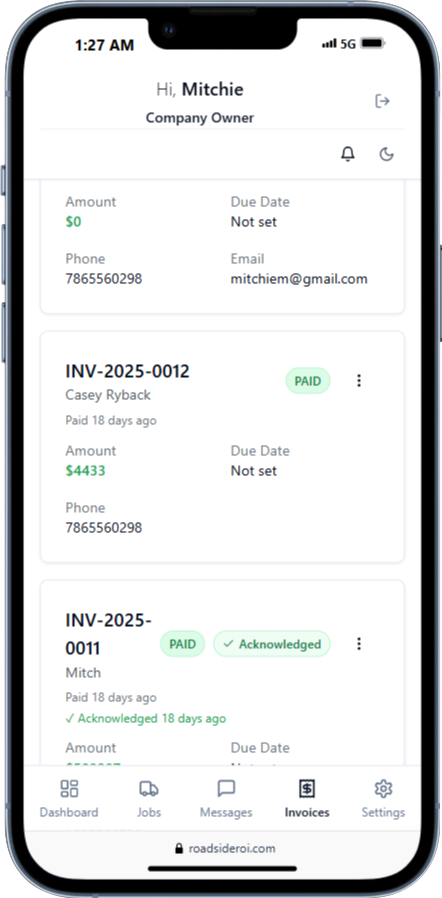 1:27 AM
5G
Hi, Mitchie
Company Owner
Amount
Due Date
$0
Not set
Phone
Email
7865560298
mitchiem@gmail.com
INV-2025-0012
PAID
Casey Ryback
Paid 18 days ago
Amount
Due Date
$4433
Not set
Phone
7865560298
INV-2025-
0011
PAID
✓ Acknowledged
Mitch
Paid 18 days ago
✓ Acknowledged 18 days ago
Amount
Due Date
Dashboard
Jobs
Messages
Invoices
Settings
roadsideroi.com